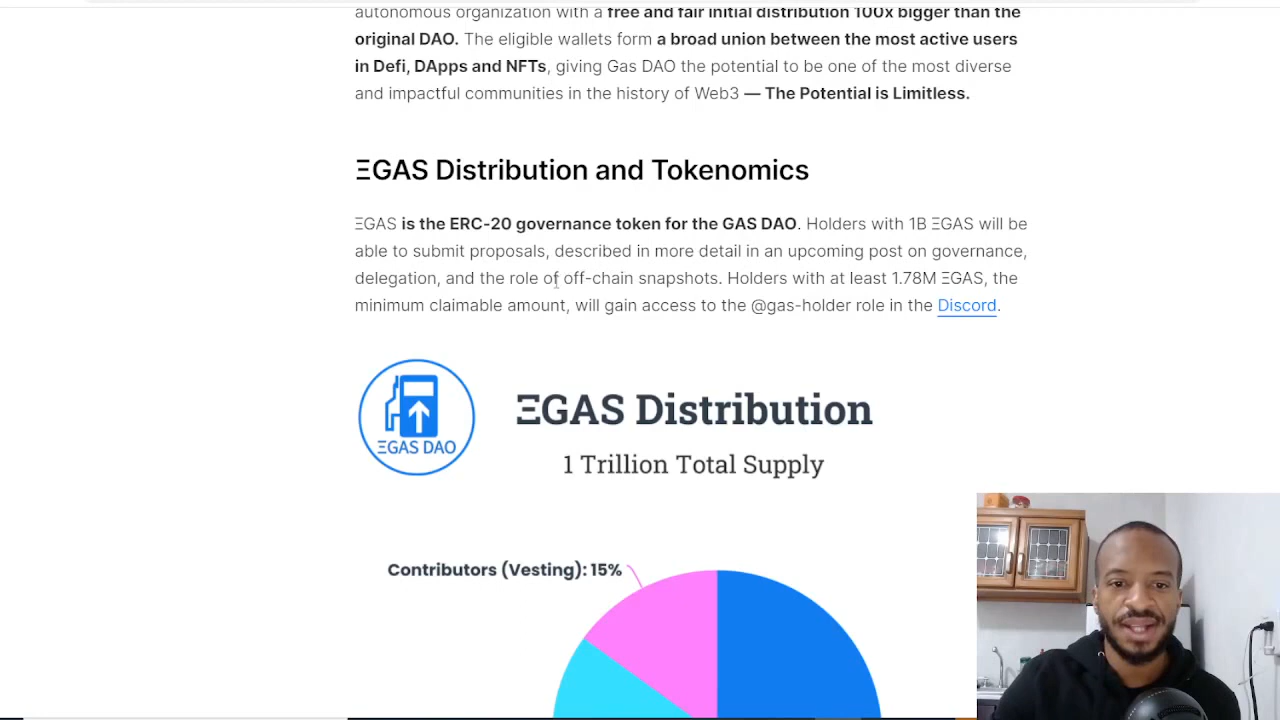 autonomous organization with a free and fair initial distribution 100x bigger than the
original DAO. The eligible wallets form a broad union between the most active users
in Defi, DApps and NFTs, giving Gas DAO the potential to be one of the most diverse
and impactful communities in the history of Web3 — The Potential is Limitless.
ΞGAS Distribution and Tokenomics
ΞGAS is the ERC-20 governance token for the GAS DAO. Holders with 1B ΞGAS will be
able to submit proposals, described in more detail in an upcoming post on governance,
delegation, and the role of off-chain snapshots. Holders with at least 1.78M ΞGAS, the
minimum claimable amount, will gain access to the @gas-holder role in the Discord.
ΞGAS DAO
ΞGAS Distribution
1 Trillion Total Supply
Contributors (Vesting): 15%